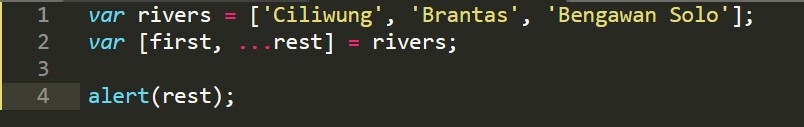 1 var rivers = ['Ciliwung', 'Brantas', 'Bengawan Solo'];
2 var [first, ...rest] = rivers;
3
4 alert(rest);